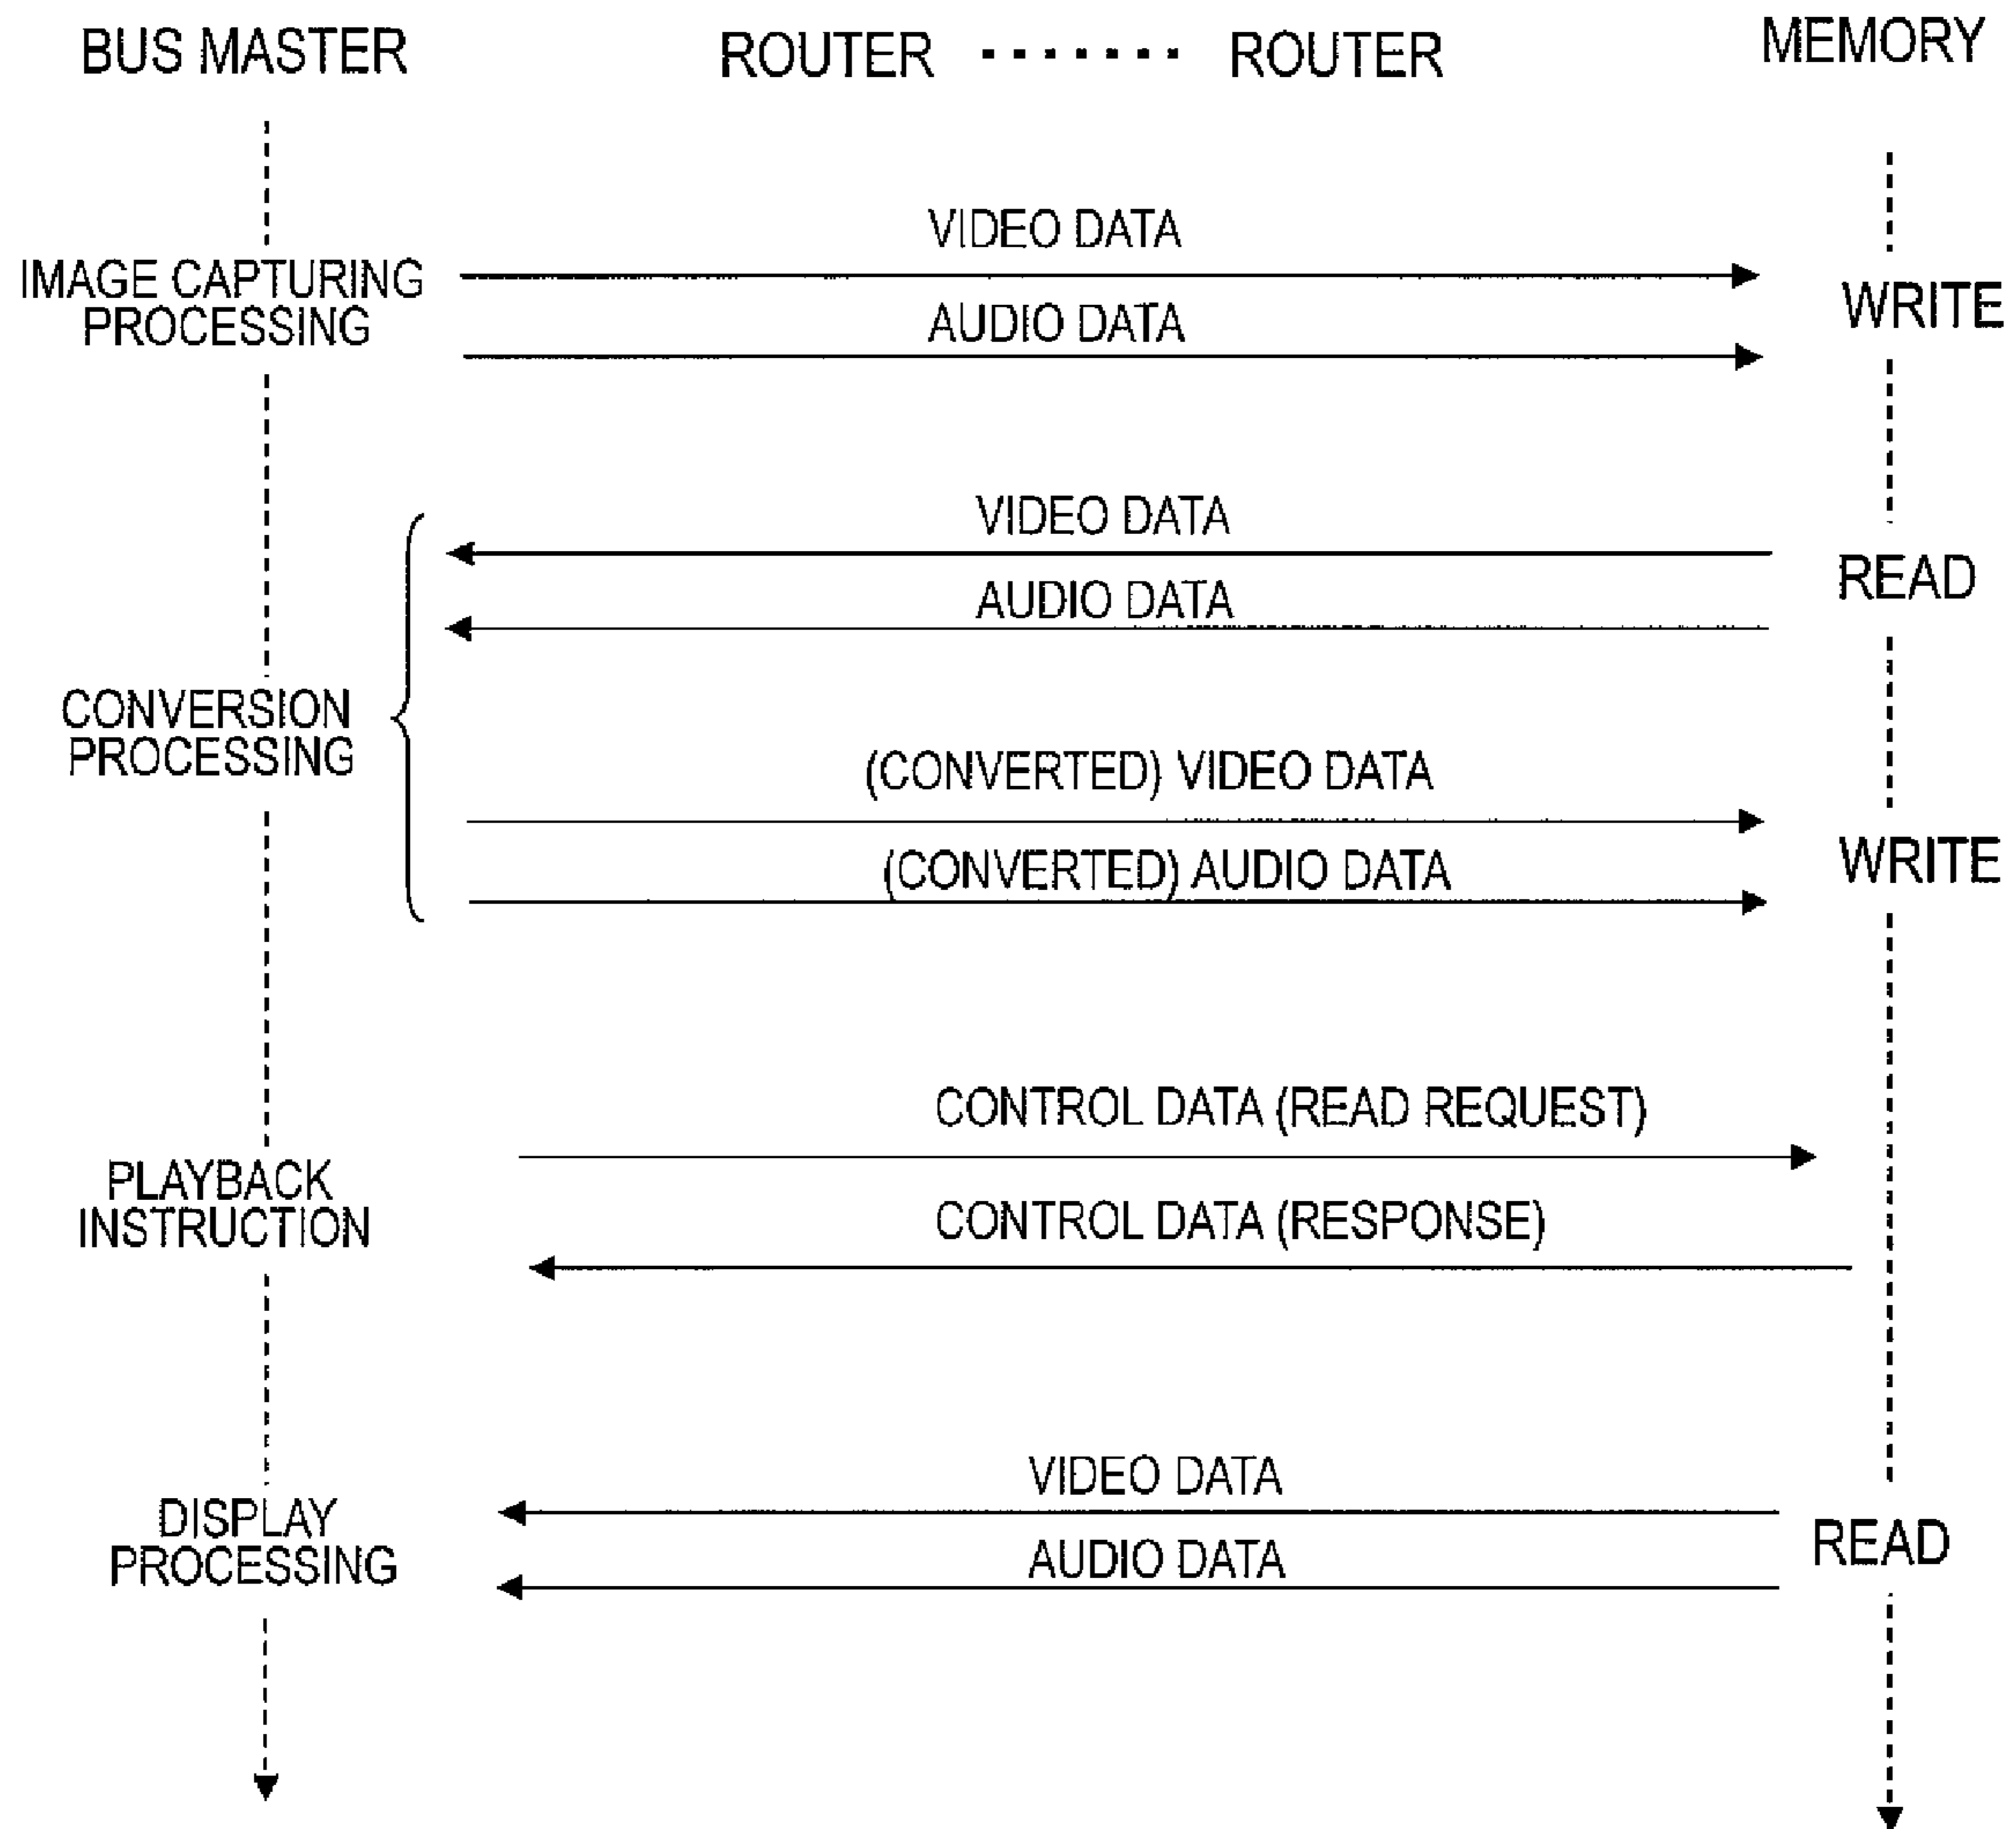 BUS MASTER ROUTER ....... ROUTER MEMORY
VIDEO DATA
IMAGE CAPTURING
PROCESSING
AUDIO DATA
WRITE
VIDEO DATA
READ
AUDIO DATA
CONVERSION
PROCESSING
(CONVERTED) VIDEO DATA
(CONVERTED) AUDIO DATA
WRITE
CONTROL DATA (READ REQUEST)
PLAYBACK
INSTRUCTION
CONTROL DATA (RESPONSE)
VIDEO DATA
DISPLAY
PROCESSING
AUDIO DATA
READ